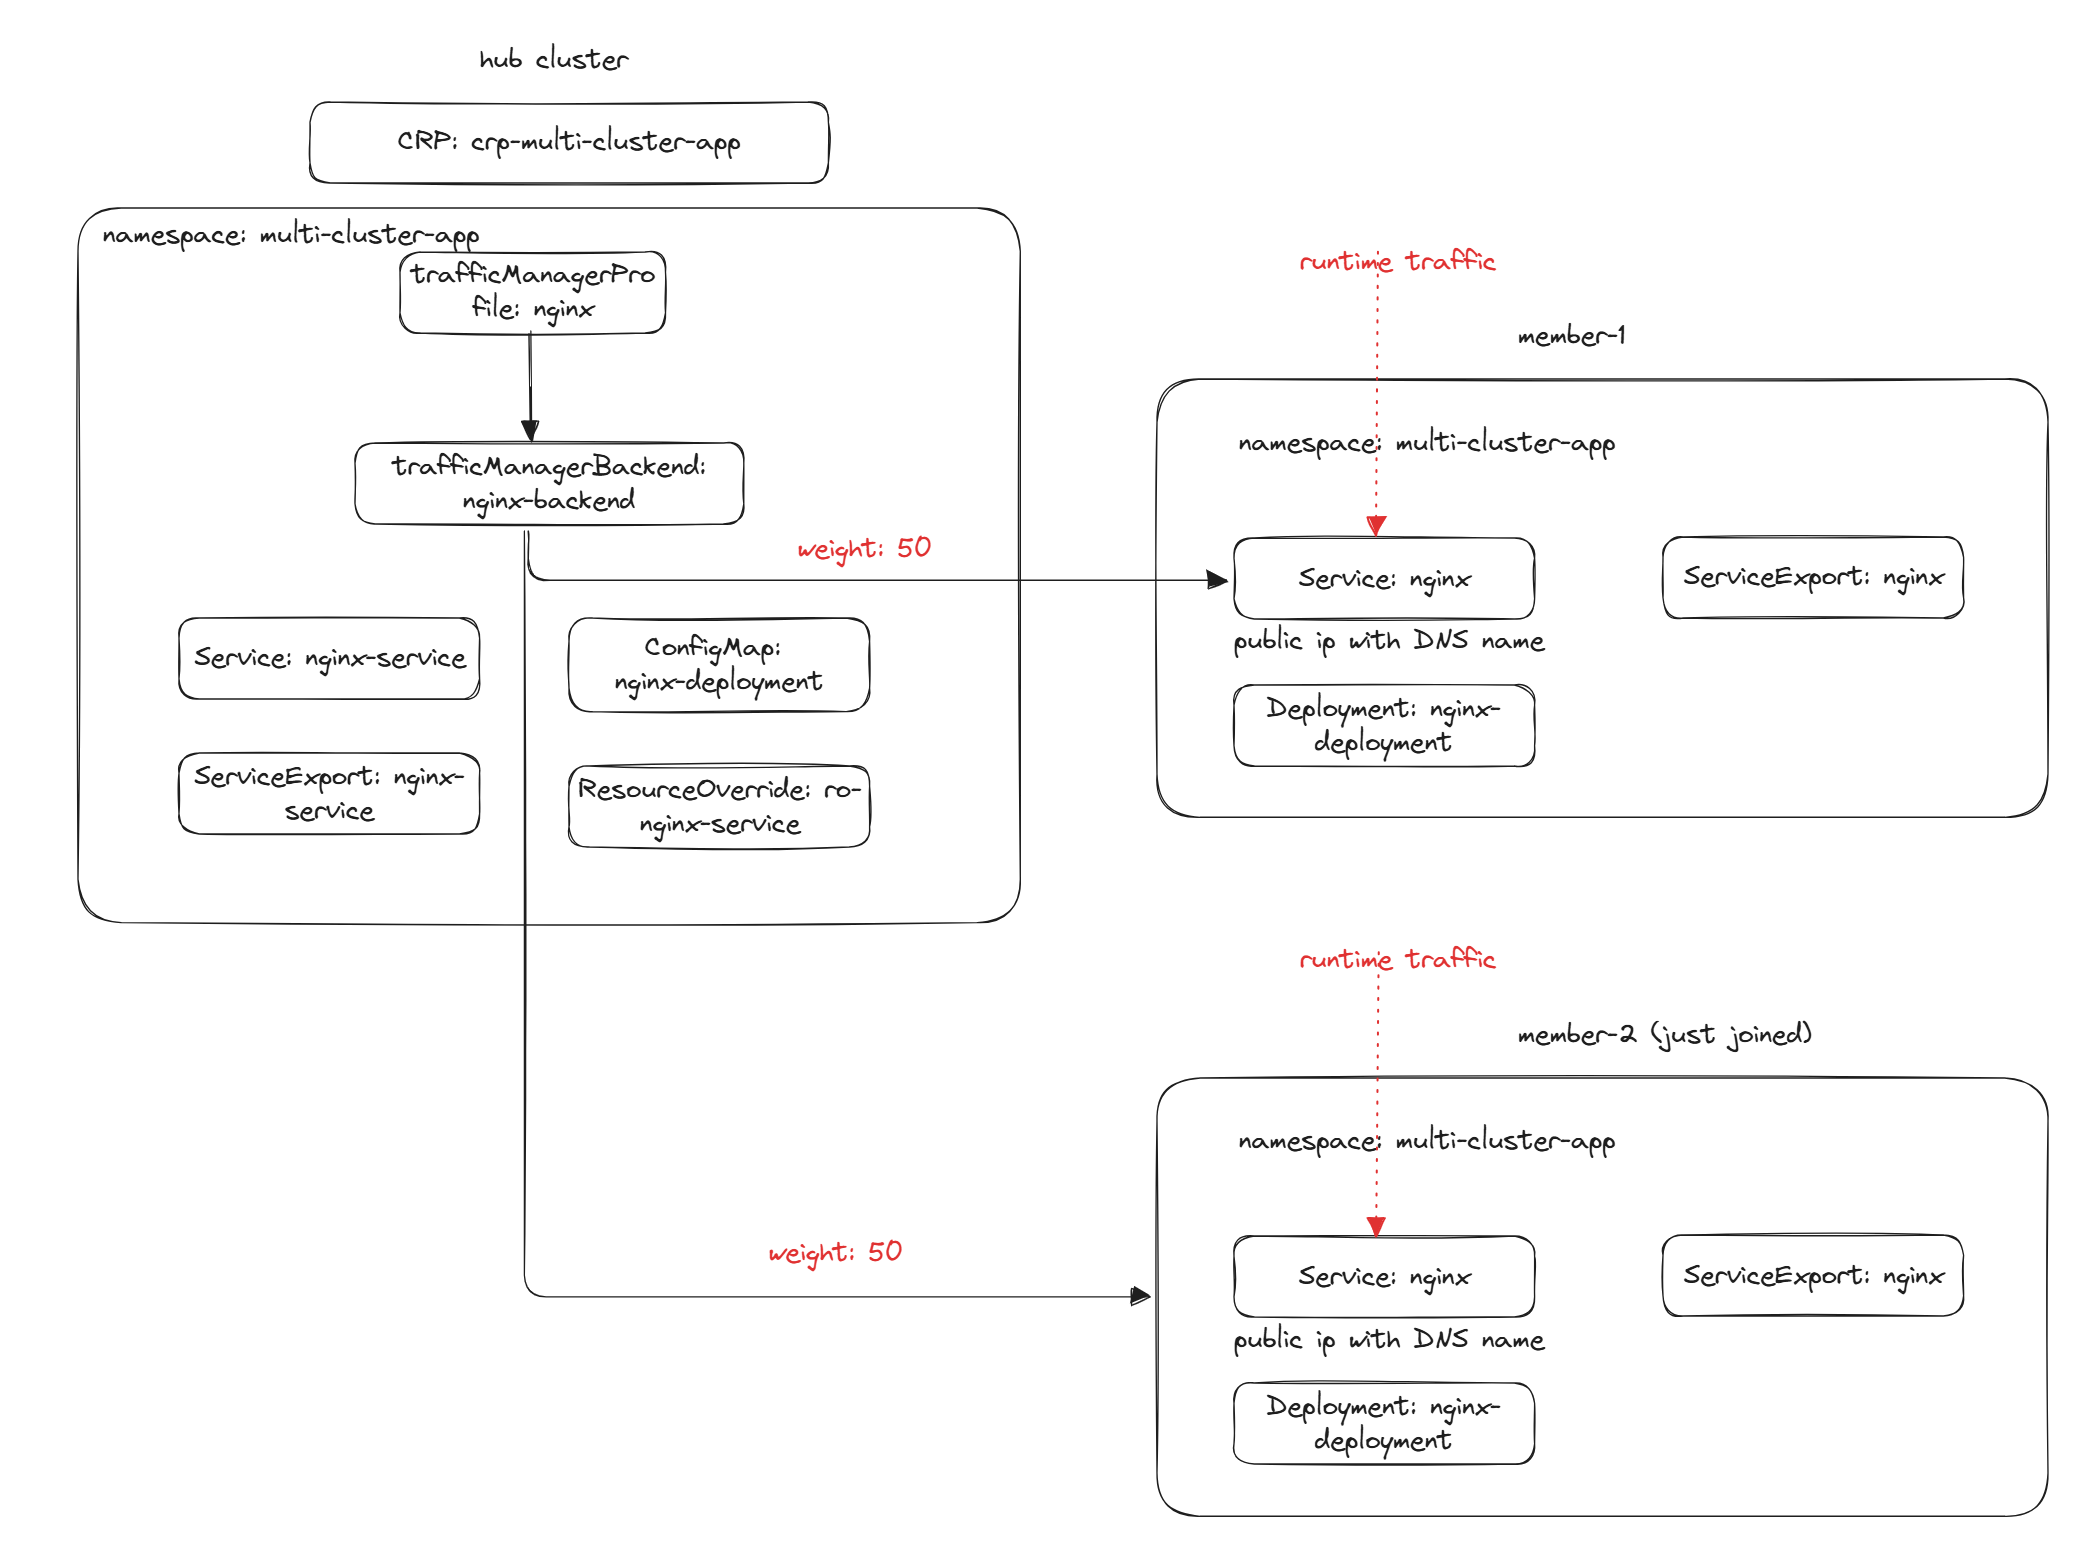 hub cluster
CRP: crp-multi-cluster-app
namespace: multi-cluster-app
trafficManagerPro
file: nginx
trafficManagerBackend:
nginx-backend
weight: 50
Service: nginx-service
ConfigMap:
nginx-deployment
ServiceExport: nginx-
service
ResourceOverride: ro-
nginx-service
runtime traffic
member-1
namespace: multi-cluster-app
Service: nginx
ServiceExport: nginx
public ip with DNS name
Deployment: nginx-
deployment
runtime traffic
member-2 (just joined)
namespace: multi-cluster-app
weight: 50
Service: nginx
ServiceExport: nginx
public ip with DNS name
Deployment: nginx-
deployment